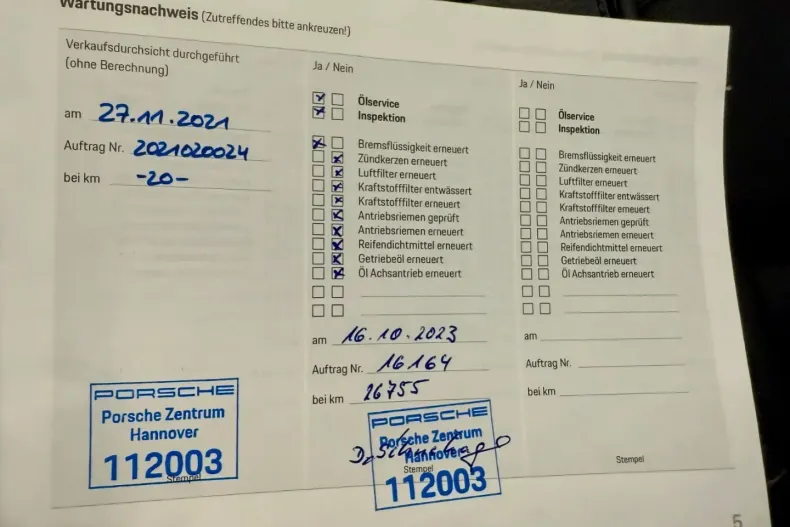 Wartungsnachweis (Zutreffendes bitte ankreuzen!)
Verkaufsdurchsicht durchgeführt
(ohne Berechnung)
am 27.11.2021
Auftrag Nr. 2021020024
bei km -20-
PORSCHE
Porsche Zentrum
Hannover
112003
Stempel
Ja / Nein
Ölservice
Inspektion
Bremsflüssigkeit erneuert
Zündkerzen erneuert
Luftfilter erneuert
Kraftstofffilter entwässert
Kraftstofffilter erneuert
Antriebsriemen geprüft
Antriebsriemen erneuert
Reifendichtmittel erneuert
Getriebeöl erneuert
Öl Achsantrieb erneuert
am 16.10.2023
Auftrag Nr. 16164
bei km 26755
PORSCHE
Porsche Zentrum
Hannover
Stempel
112003
Ja / Nein
Ölservice
Inspektion
Bremsflüssigkeit erneuert
Zündkerzen erneuert
Luftfilter erneuert
Kraftstofffilter entwässert
Kraftstofffilter erneuert
Antriebsriemen geprüft
Antriebsriemen erneuert
Reifendichtmittel erneuert
Getriebeöl erneuert
Öl Achsantrieb erneuert
am
Auftrag Nr.
bei km
Stempel
5